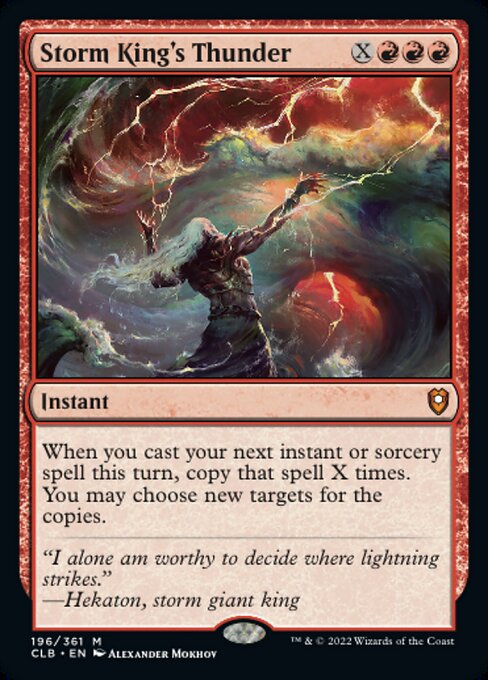 Storm King's Thunder X
Instant
When you cast your next instant or sorcery
spell this turn, copy that spell X times.
You may choose new targets for the
copies.
“I alone am worthy to decide where lightning
strikes.”
—Hekaton, storm giant king
196/361 M
CLB • EN Alexander Mokhov
™ & © 2022 Wizards of the Coast